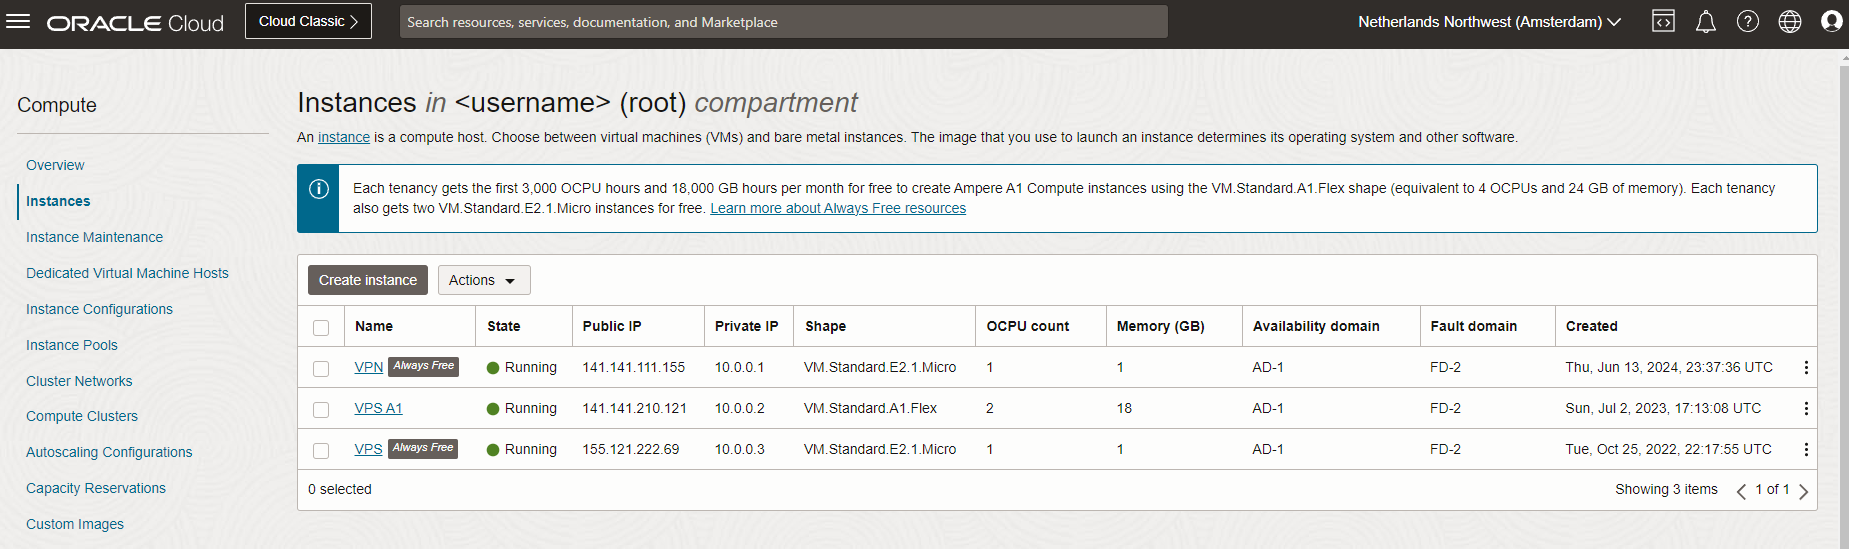 ORACLE Cloud Cloud Classic Search resources, services, documentation, and Marketplace Netherlands Northwest (Amsterdam)
Compute
Overview
Instances
Instance Maintenance
Dedicated Virtual Machine Hosts
Instance Configurations
Instance Pools
Cluster Networks
Compute Clusters
Autoscaling Configurations
Capacity Reservations
Custom Images
Instances in <username> (root) compartment
An instance is a compute host. Choose between virtual machines (VMs) and bare metal instances. The image that you use to launch an instance determines its operating system and other software.
Each tenancy gets the first 3,000 OCPU hours and 18,000 GB hours per month for free to create Ampere A1 Compute instances using the VM.Standard.A1.Flex shape (equivalent to 4 OCPUs and 24 GB of memory). Each tenancy
also gets two VM.Standard.E2.1.Micro instances for free. Learn more about Always Free resources
Create instance Actions
Name State Public IP Private IP Shape OCPU count Memory (GB) Availability domain Fault domain Created
VPN Always Free Running 141.141.111.155 10.0.0.1 VM.Standard.E2.1.Micro 1 1 AD-1 FD-2 Thu, Jun 13, 2024, 23:37:36 UTC
VPS A1 Running 141.141.210.121 10.0.0.2 VM.Standard.A1.Flex 2 18 AD-1 FD-2 Sun, Jul 2, 2023, 17:13:08 UTC
VPS Always Free Running 155.121.222.69 10.0.0.3 VM.Standard.E2.1.Micro 1 1 AD-1 FD-2 Tue, Oct 25, 2022, 22:17:55 UTC
0 selected Showing 3 items 1 of 1